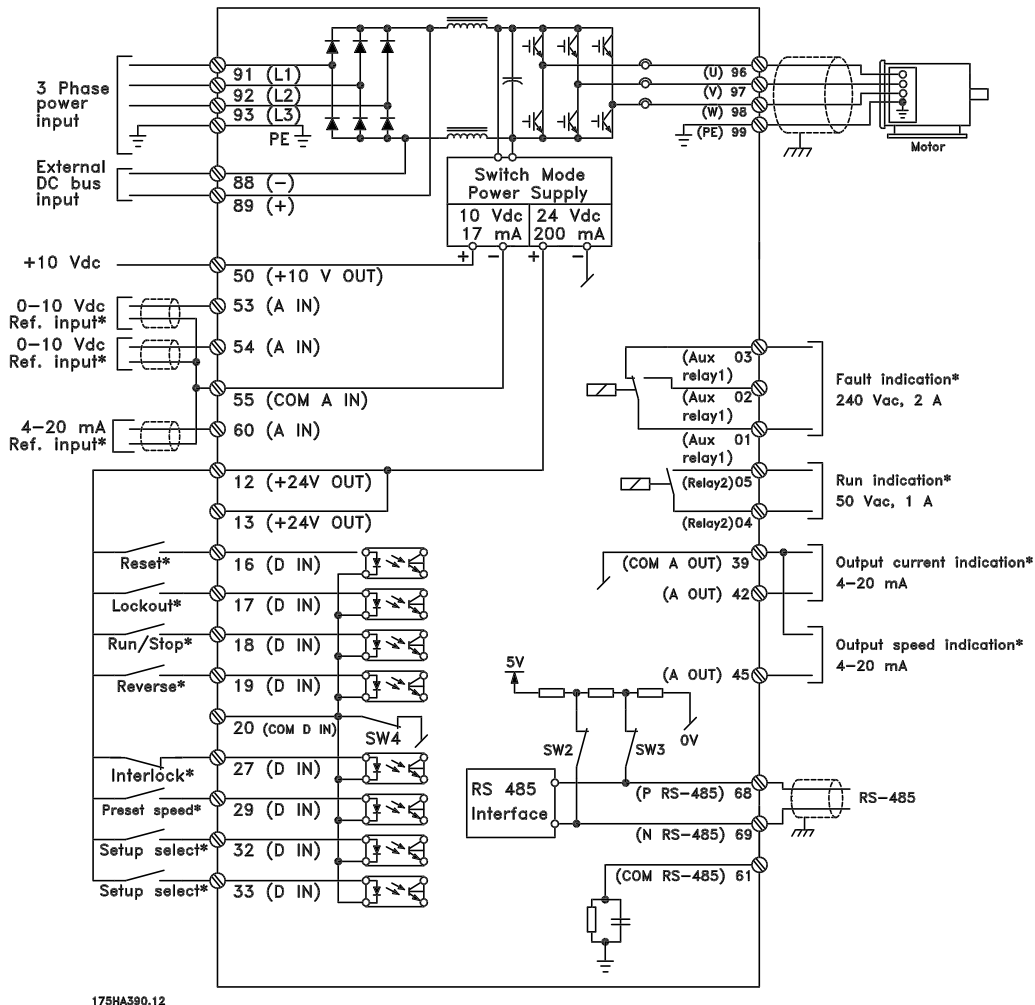 3 Phase
power
input
91 (L1)
92 (L2)
93 (L3)
PE
External
DC bus
input
88 (-)
89 (+)
Switch Mode
Power Supply
10 Vdc
17 mA
24 Vdc
200 mA
+ - + -
(U) 96
(V) 97
(W) 98
(PE) 99
Motor
+10 Vdc
50 (+10 V OUT)
0-10 Vdc
Ref. input*
53 (A IN)
0-10 Vdc
Ref. input*
54 (A IN)
55 (COM A IN)
4-20 mA
Ref. input*
60 (A IN)
12 (+24V OUT)
13 (+24V OUT)
Reset*
16 (D IN)
Lockout*
17 (D IN)
Run/Stop*
18 (D IN)
Reverse*
19 (D IN)
20 (COM D IN)
SW4
Interlock*
27 (D IN)
Preset speed*
29 (D IN)
Setup select*
32 (D IN)
Setup select*
33 (D IN)
(Aux 03
relay1)
(Aux 02
relay1)
(Aux 01
relay1)
Fault indication*
240 Vac, 2 A
(Relay2)05
(Relay2)04
Run indication*
50 Vac, 1 A
(COM A OUT) 39
(A OUT) 42
Output current indication*
4-20 mA
(A OUT) 45
Output speed indication*
4-20 mA
5V
0V
SW2
SW3
RS 485
Interface
(P RS-485) 68
(N RS-485) 69
RS-485
(COM RS-485) 61
175HA390.12